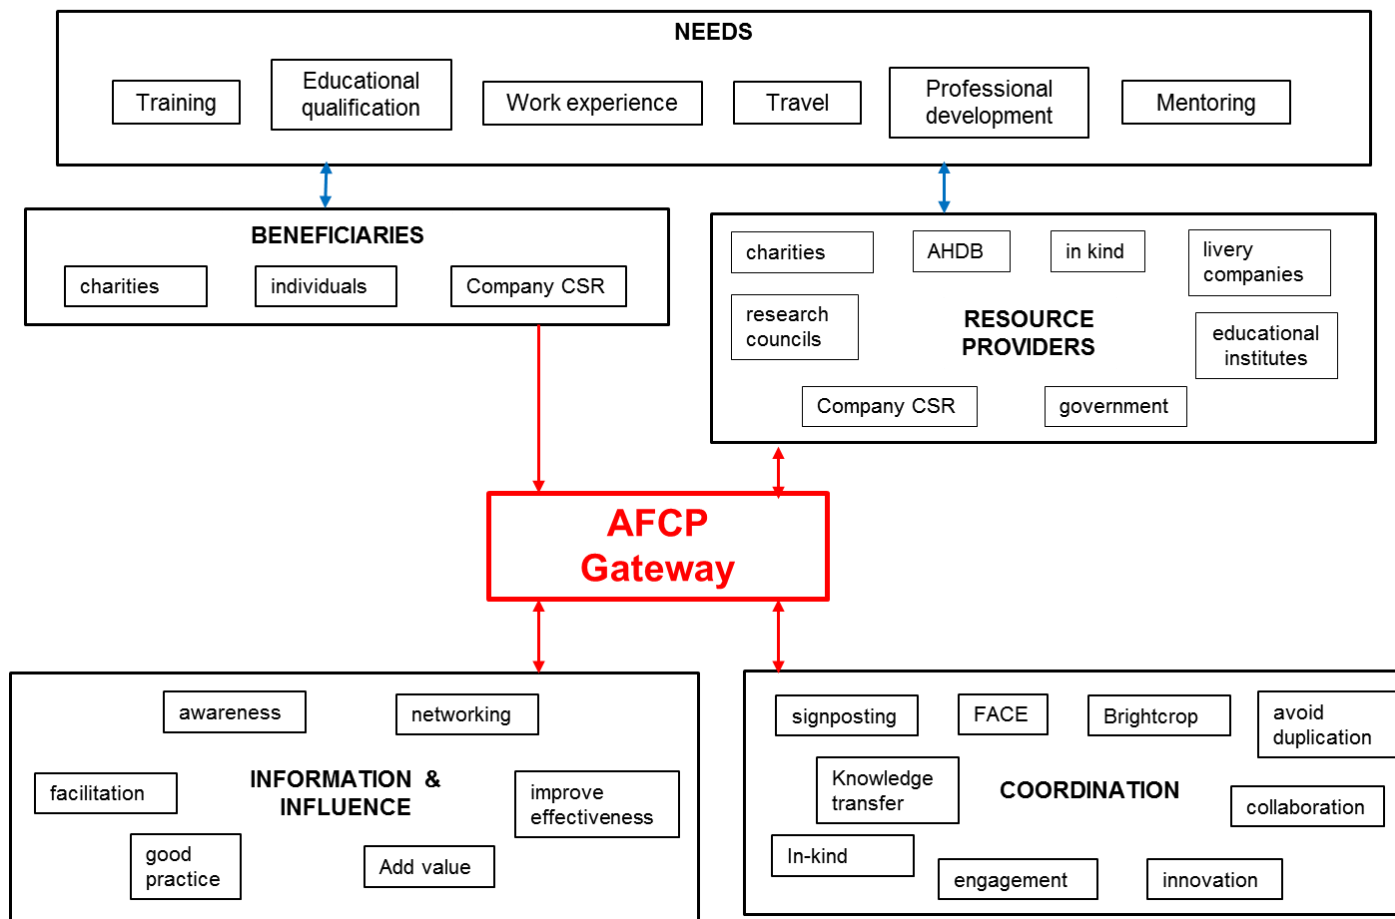 NEEDS
Training
Educational
qualification
Work experience
Travel
Professional
development
Mentoring
BENEFICIARIES
charities
individuals
Company CSR
charities
AHDB
in kind
livery
companies
research
councils
RESOURCE
PROVIDERS
educational
institutes
Company CSR
government
AFCP
Gateway
awareness
networking
facilitation
INFORMATION &
INFLUENCE
improve
effectiveness
good
practice
Add value
signposting
FACE
Brightcrop
avoid
duplication
Knowledge
transfer
COORDINATION
collaboration
In-kind
engagement
innovation